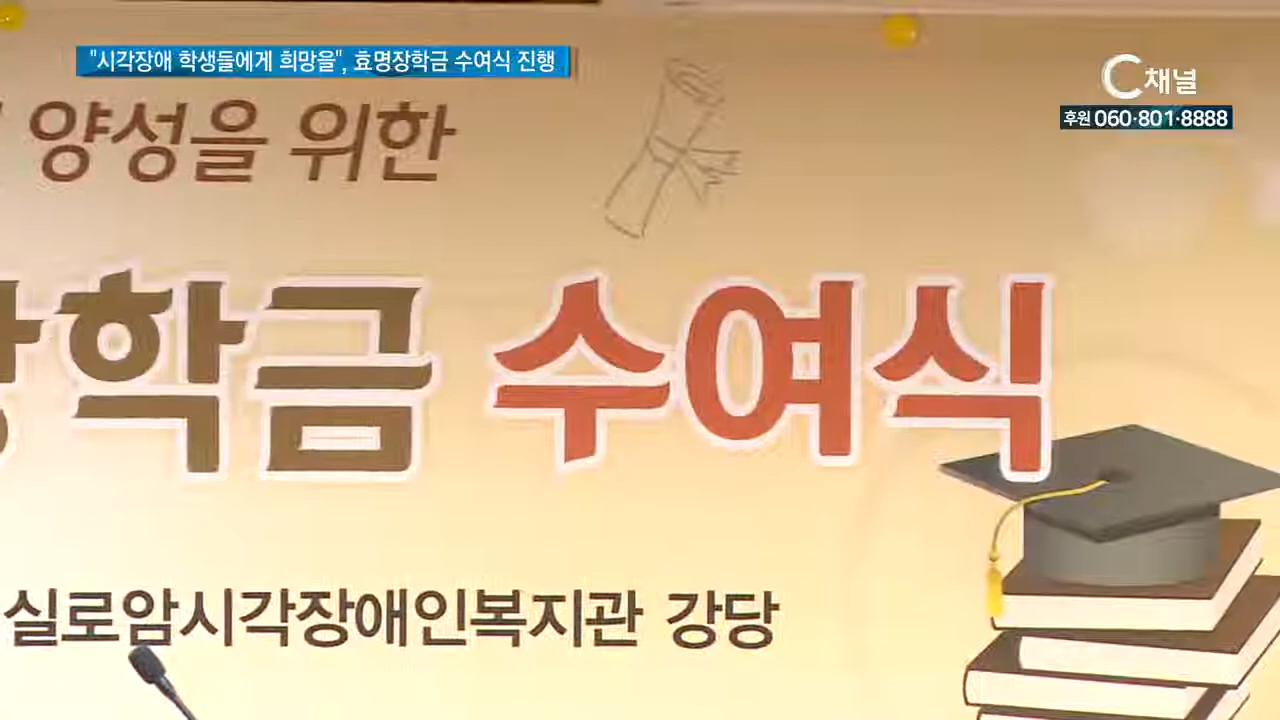 "시각장애 학생들에게 희망을", 효명장학금 수여식 진행
C채널
후원 060·801·8888
양성을 위한
장학금 수여식
실로암시각장애인복지관 강당